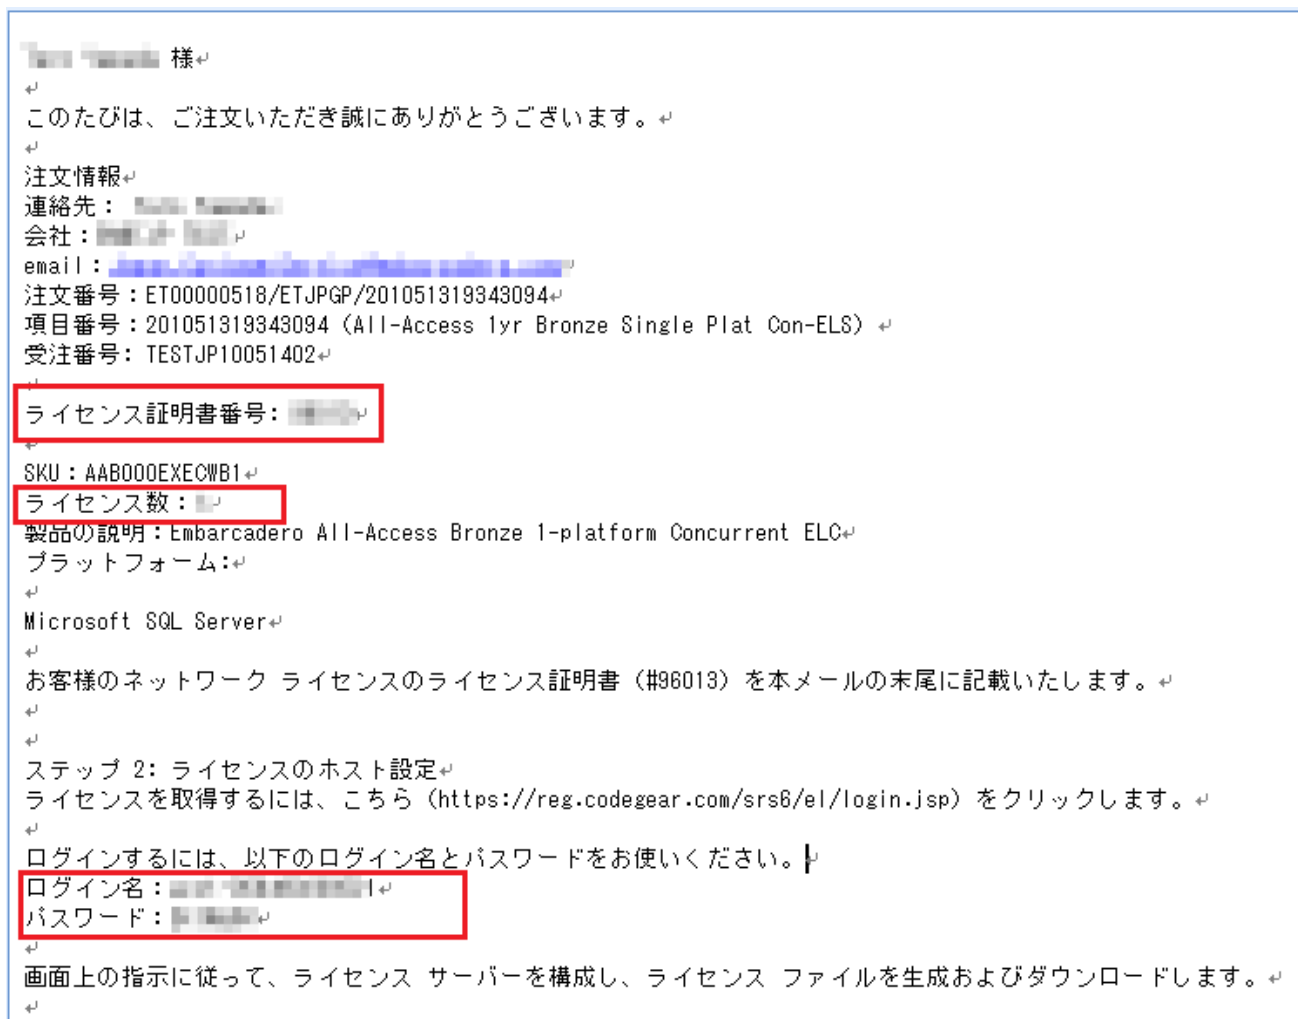 様
このたびは、ご注文いただき誠にありがとうございます。
注文情報
連絡先：
会社：
email：
注文番号：ET00000518/ETJPGP/201051319343094
項目番号：201051319343094 (All-Access 1yr Bronze Single Plat Con-ELS)
受注番号: TESTJP10051402
ライセンス証明書番号:
SKU：AAB000EXECWB1
ライセンス数：
製品の説明：Embarcadero All-Access Bronze 1-platform Concurrent ELC
プラットフォーム:
Microsoft SQL Server
お客様のネットワーク ライセンスのライセンス証明書 (#96013) を本メールの末尾に記載いたします。
ステップ 2: ライセンスのホスト設定
ライセンスを取得するには、こちら (https://reg.codegear.com/srs6/el/login.jsp) をクリックします。
ログインするには、以下のログイン名とパスワードをお使いください。
ログイン名：
パスワード：
画面上の指示に従って、ライセンス サーバーを構成し、ライセンス ファイルを生成およびダウンロードします。